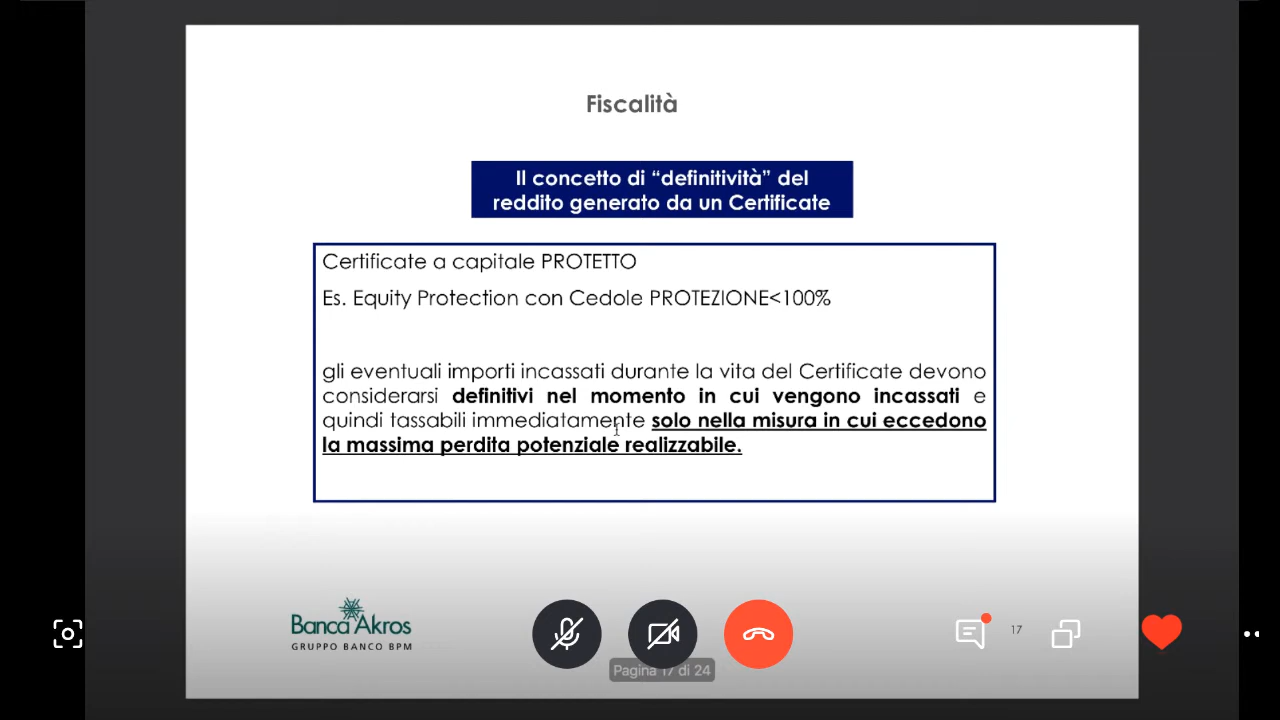 Fiscalità
Il concetto di “definitività” del
reddito generato da un Certificate
Certificate a capitale PROTETTO
Es. Equity Protection con Cedole PROTEZIONE<100%
gli eventuali importi incassati durante la vita del Certificate devono
considerarsi definitivi nel momento in cui vengono incassati e
quindi tassabili immediatamente solo nella misura in cui eccedono
la massima perdita potenziale realizzabile.
Banca Akros
GRUPPO BANCO BPM
17
Pagina 17 di 24